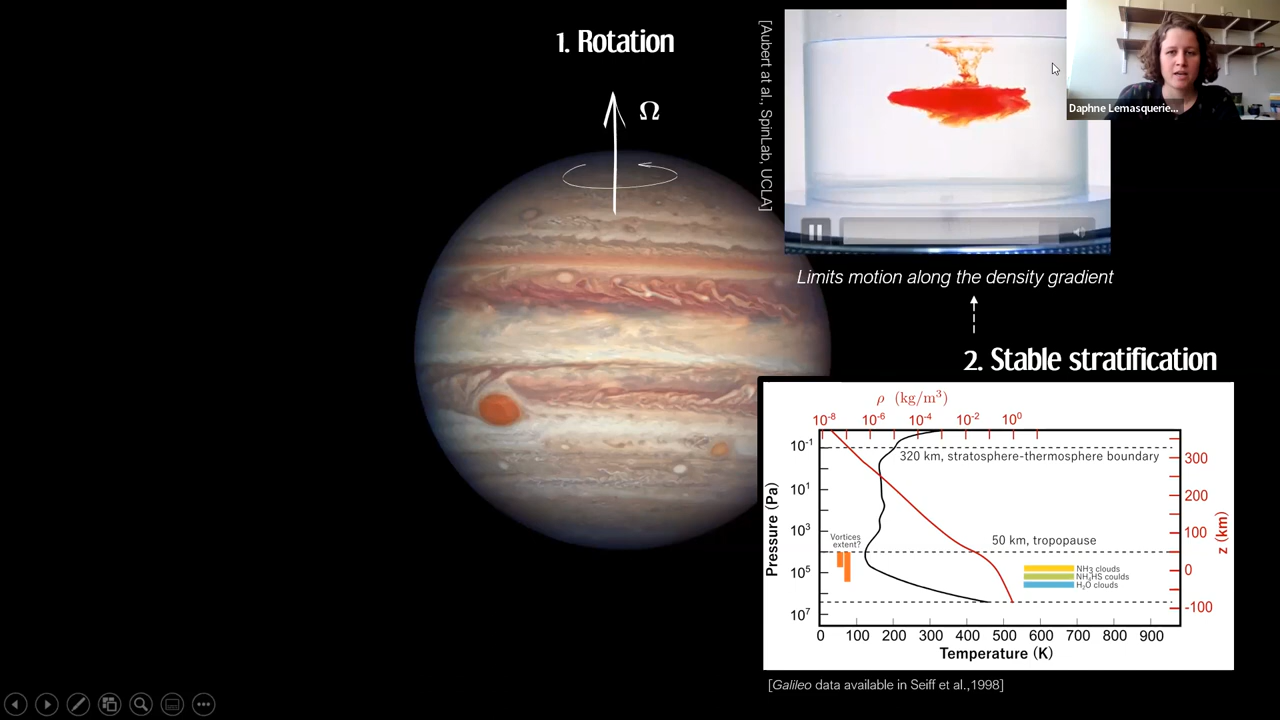 1. Rotation
Ω
[Aubert at al., SpinLab, UCLA]
Daphne Lemasquerie...
Limits motion along the density gradient
2. Stable stratification
ρ (kg/m³)
10⁻⁸ 10⁻⁶ 10⁻⁴ 10⁻² 10⁰
Pressure (Pa)
10⁻¹
10¹
10³
10⁵
10⁷
320 km, stratosphere-thermosphere boundary
50 km, tropopause
Vortices
extent?
NH₃ clouds
NH₄HS coulds
H₂O clouds
300
200
100
0
-100
z (km)
0 100 200 300 400 500 600 700 800 900
Temperature (K)
[Galileo data available in Seiff et al.,1998]